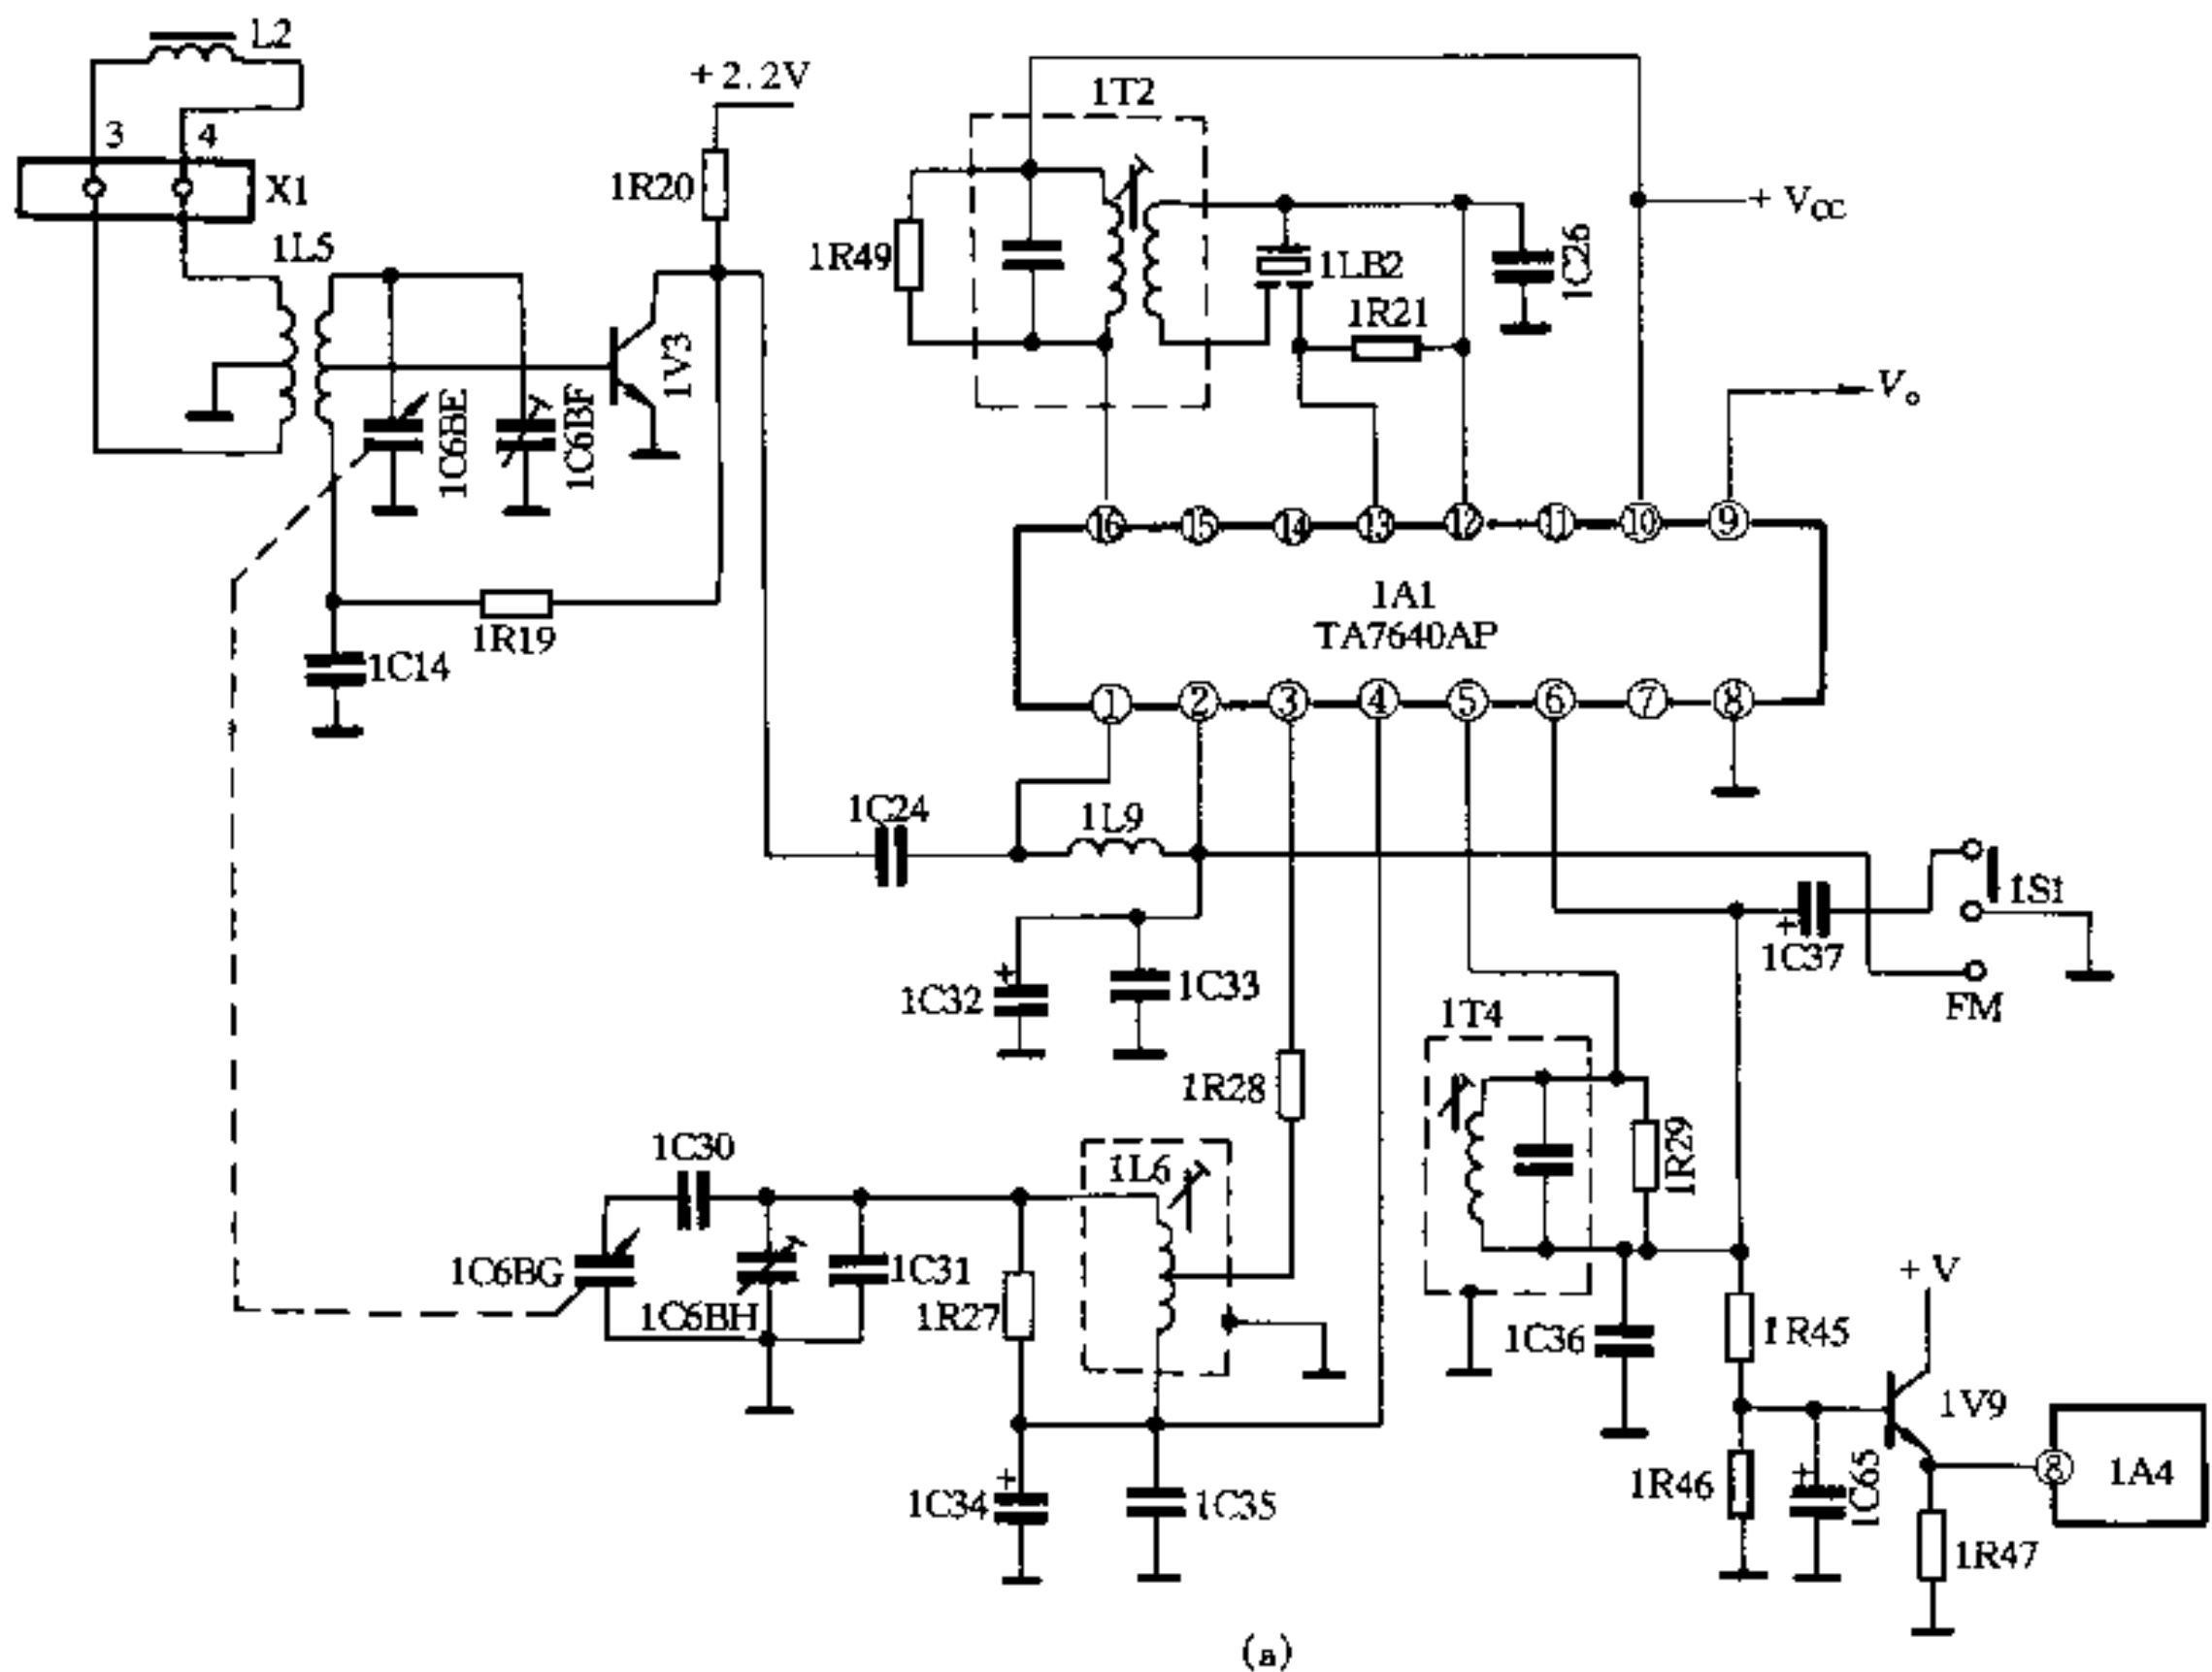 L2
+ 2. 2V
1T2
3
4
X1
1R20
+ VCC
1L5
1R49
1LB2
1C26
1R21
1V3
Vo
1C6BE
1C6BF
⑯ ⑮ ⑭ ⑬ ⑫ ⑪ ⑩ ⑨
1A1
TA7640AP
1R19
1C14
① ② ③ ④ ⑤ ⑥ ⑦ ⑧
1C24
1L9
1S1
+
1C37
+
1C32
1C33
FM
1T4
1R28
1R29
1C30
1L6
1C6BG
1C31
1C6BH
1R27
+ V
1C36
1R45
1V9
+
1C34
1C35
1R46
+
1C65
⑧
1A4
1R47
(a)